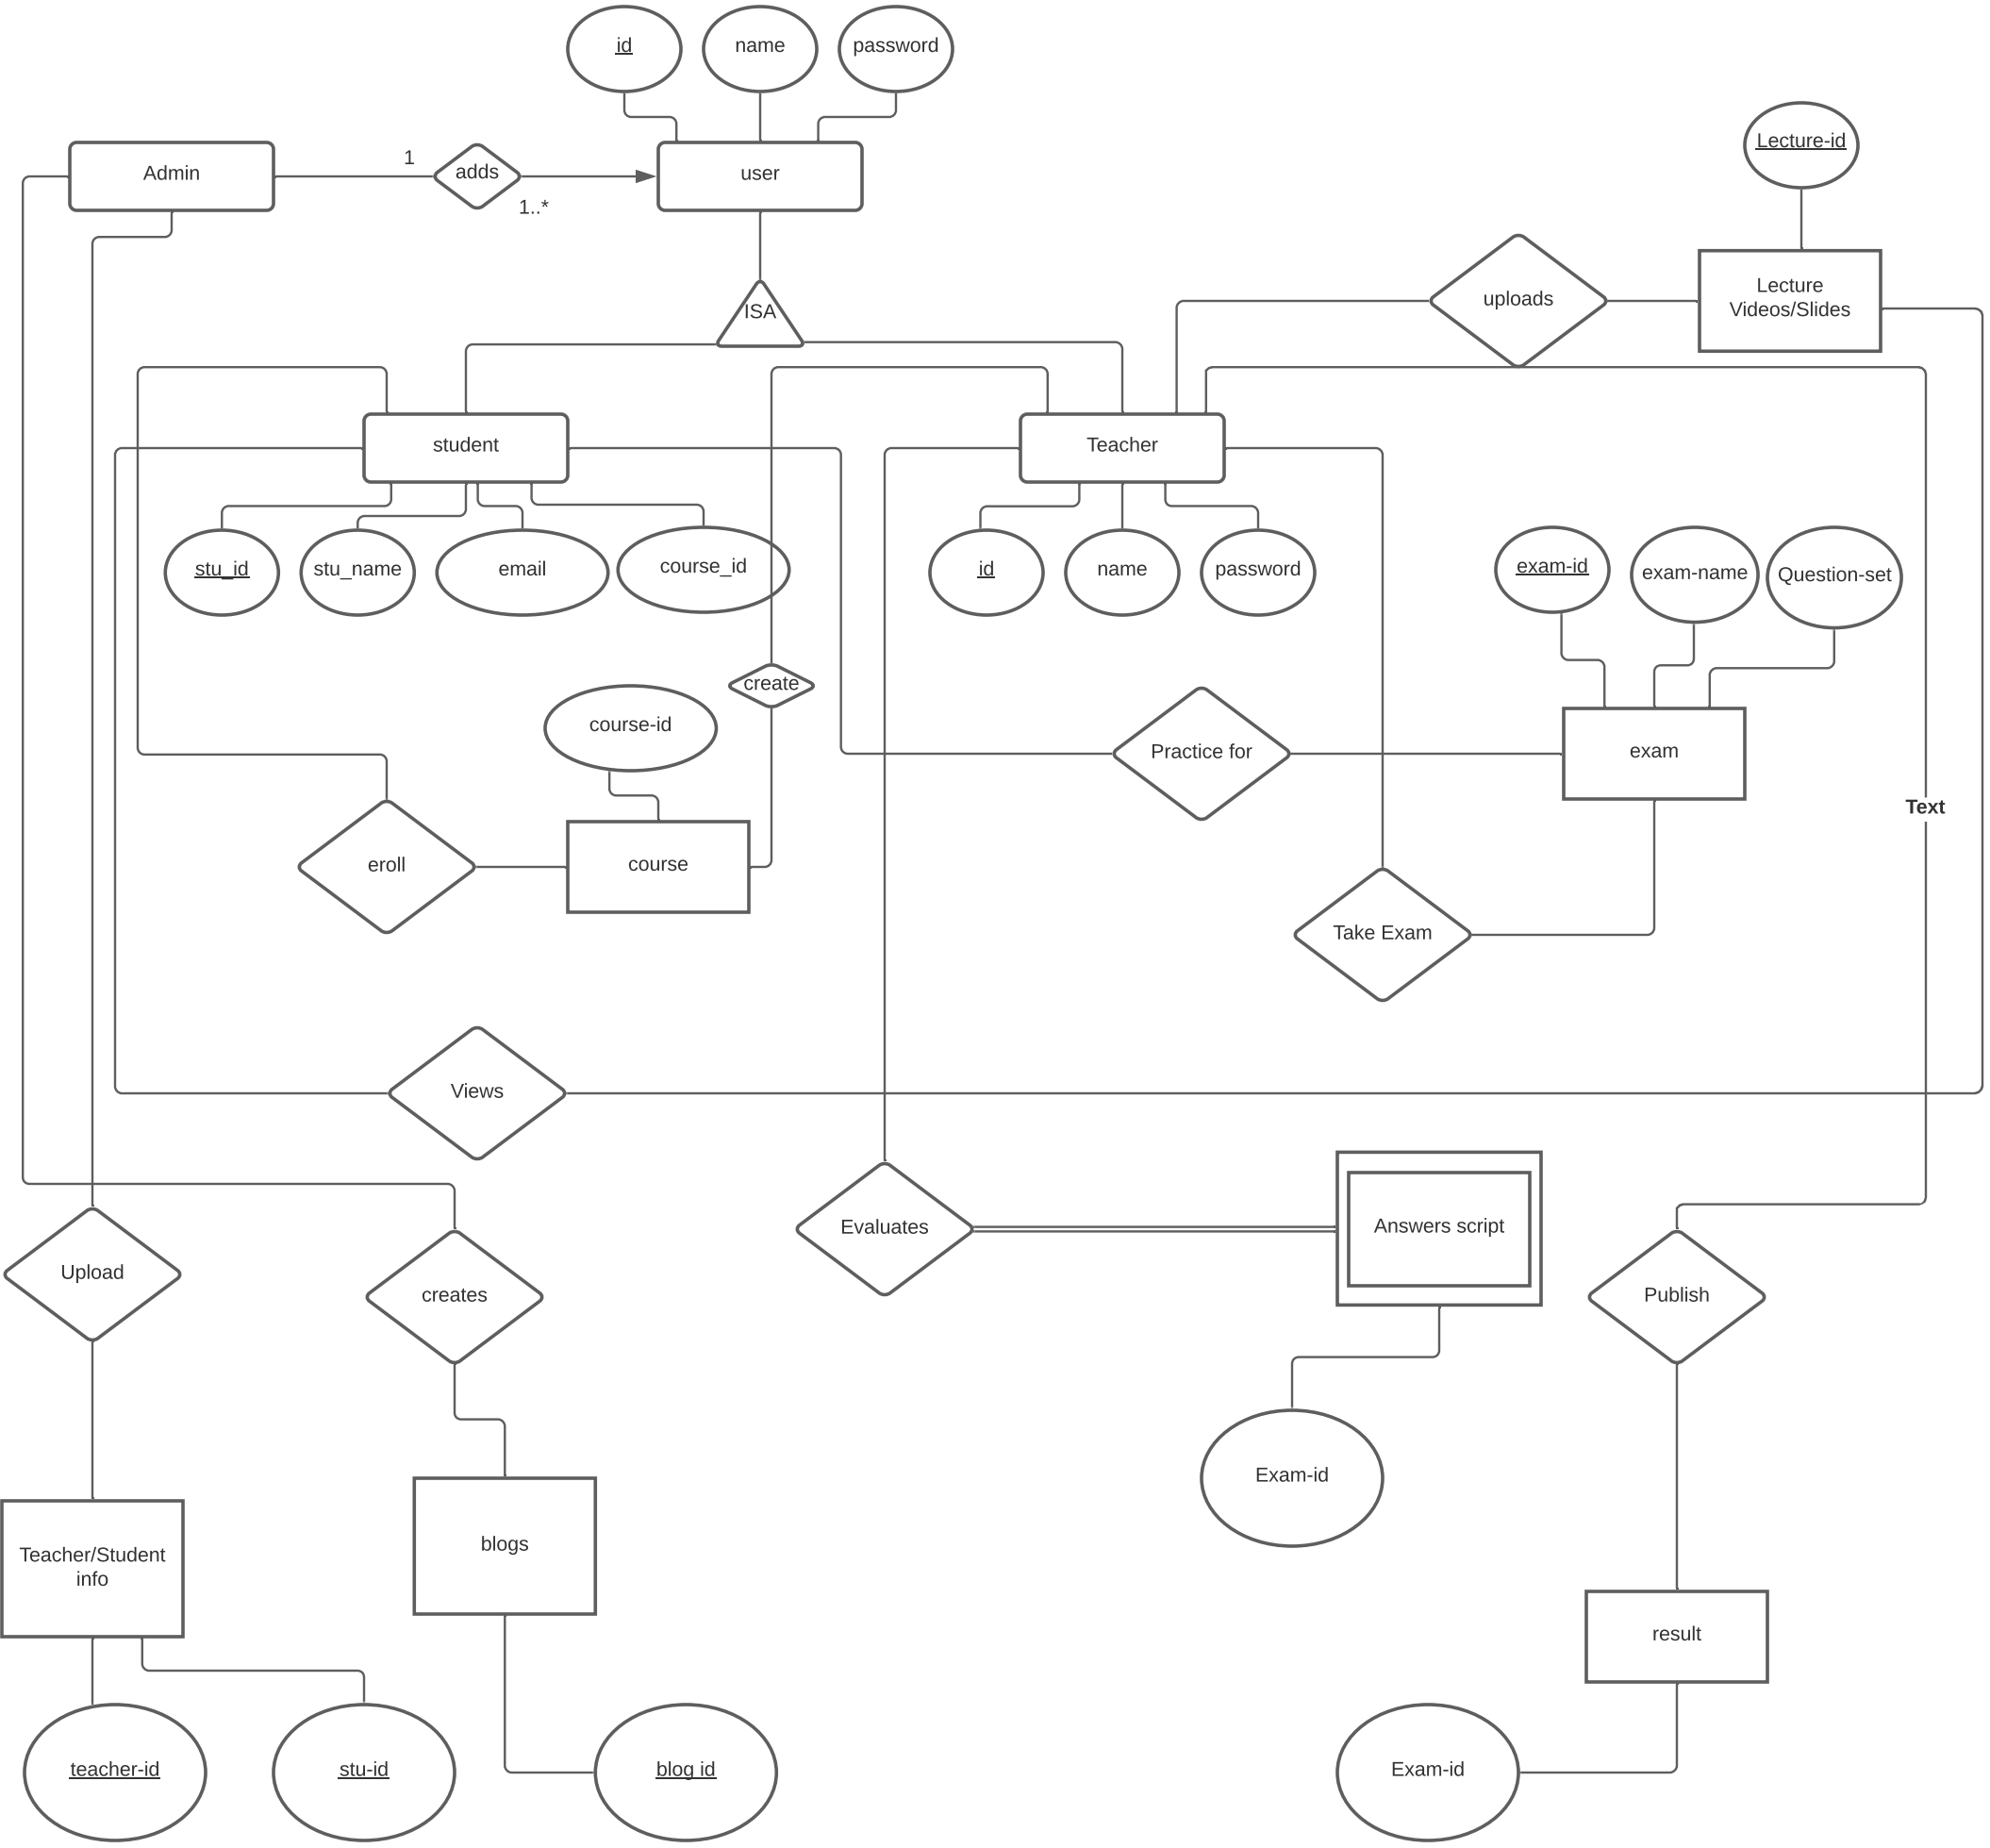 id
name
password
Lecture-id
Admin
1
adds
1..*
user
ISA
uploads
Lecture
Videos/Slides
student
Teacher
stu_id
stu_name
email
course_id
id
name
password
exam-id
exam-name
Question-set
create
course-id
Practice for
exam
Text
eroll
course
Take Exam
Views
Evaluates
Answers script
Upload
creates
Publish
Exam-id
Teacher/Student
info
blogs
result
teacher-id
stu-id
blog id
Exam-id